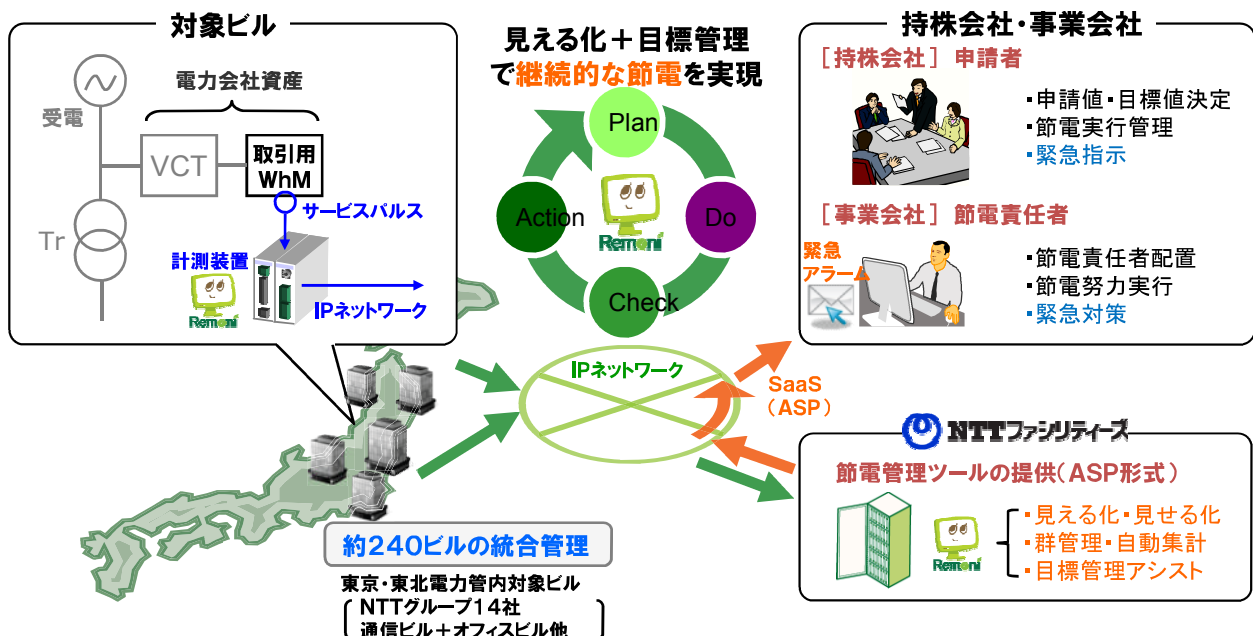 対象ビル
電力会社資産
受電
VCT
取引用
WhM
サービスパルス
Tr
計測装置
Remoni
IPネットワーク
見える化+目標管理
で継続的な節電を実現
Plan
Do
Check
Action
Remoni
持株会社・事業会社
[持株会社] 申請者
・申請値・目標値決定
・節電実行管理
・緊急指示
[事業会社] 節電責任者
緊急
アラーム
・節電責任者配置
・節電努力実行
・緊急対策
IPネットワーク
SaaS
(ASP)
NTTファシリティーズ
節電管理ツールの提供(ASP形式)
Remoni
・見える化・見せる化
・群管理・自動集計
・目標管理アシスト
約240ビルの統合管理
東京・東北電力管内対象ビル
NTTグループ14社
通信ビル+オフィスビル他